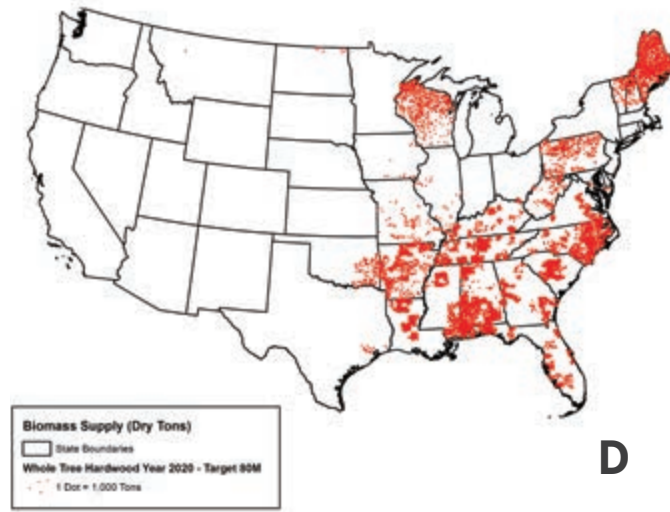 Biomass Supply (Dry Tons)
State Boundaries
Whole Tree Hardwood Year 2020 - Target 80M
1 Dot = 1,000 Tons
D